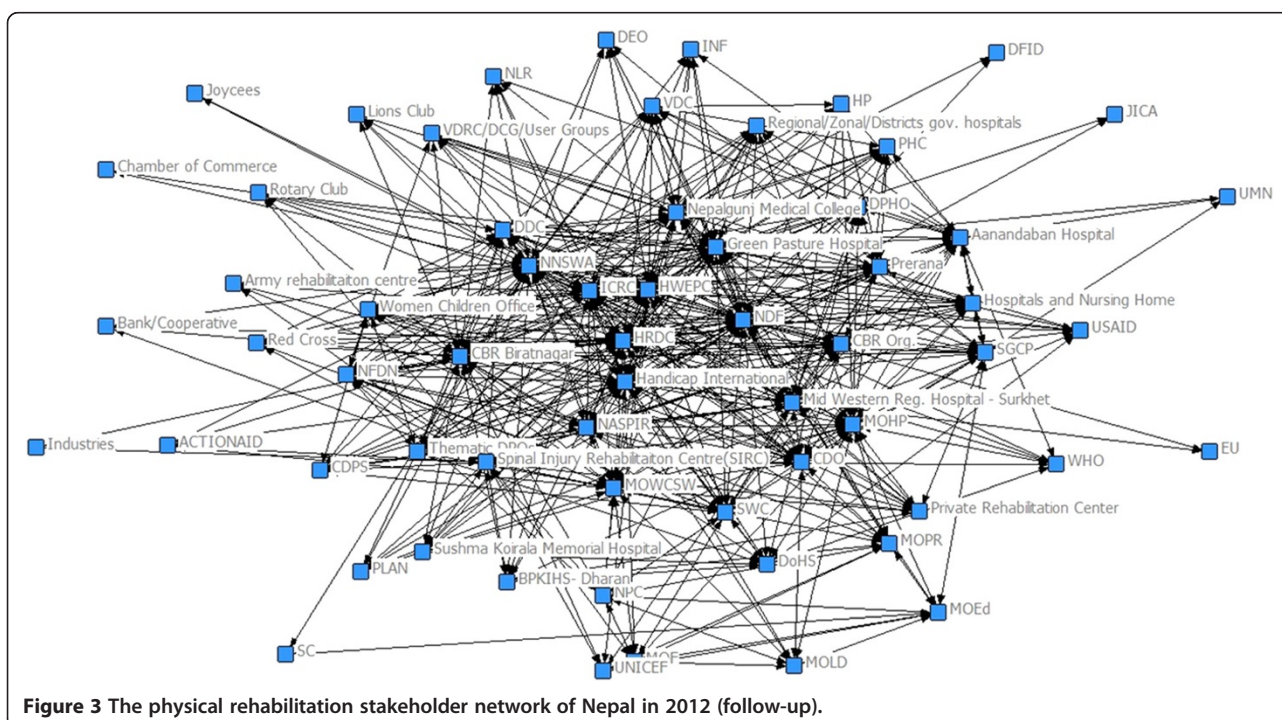 DEO
INF
DFID
NLR
Joycees
VDC
HP
Lions Club
JICA
Regional/Zonal/Districts gov. hospitals
VDRC/DCG/User Groups
PHC
Chamber of Commerce
Rotary Club
UMN
Nepalgunj Medical College
DPHO
DDC
Aanandaban Hospital
Green Pasture Hospital
NNSWA
Prerana
Army rehabilitaiton centre
ICRC
HWEPC
Women Children Office
Hospitals and Nursing Home
NDF
Bank/Cooperative
USAID
Red Cross
HRDC
CBR Org.
CBR Biratnagar
SGCP
NFDN
Handicap International
Mid Western Reg. Hospital - Surkhet
NASPIR
MOHP
Industries
ACTIONAID
Thematic DPOs
EU
Spinal Injury Rehabilitaiton Centre(SIRC)
CDO
WHO
CDPS
MOWCSW
SWC
Private Rehabilitation Center
MOPR
Sushma Koirala Memorial Hospital
DoHS
PLAN
BPKIHS- Dharan
NPC
MOEd
SC
MOF
UNICEF
MOLD
Figure 3 The physical rehabilitation stakeholder network of Nepal in 2012 (follow-up).